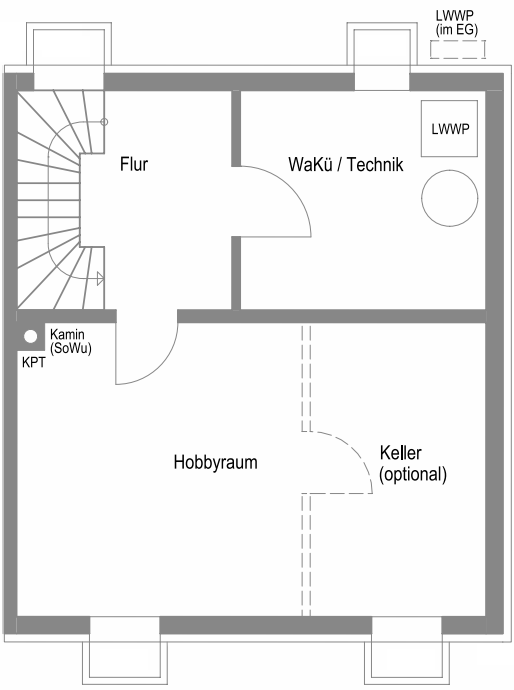 LWWP
(im EG)
LWWP
Flur
WaKü / Technik
Kamin
(SoWu)
KPT
Hobbyraum
Keller
(optional)